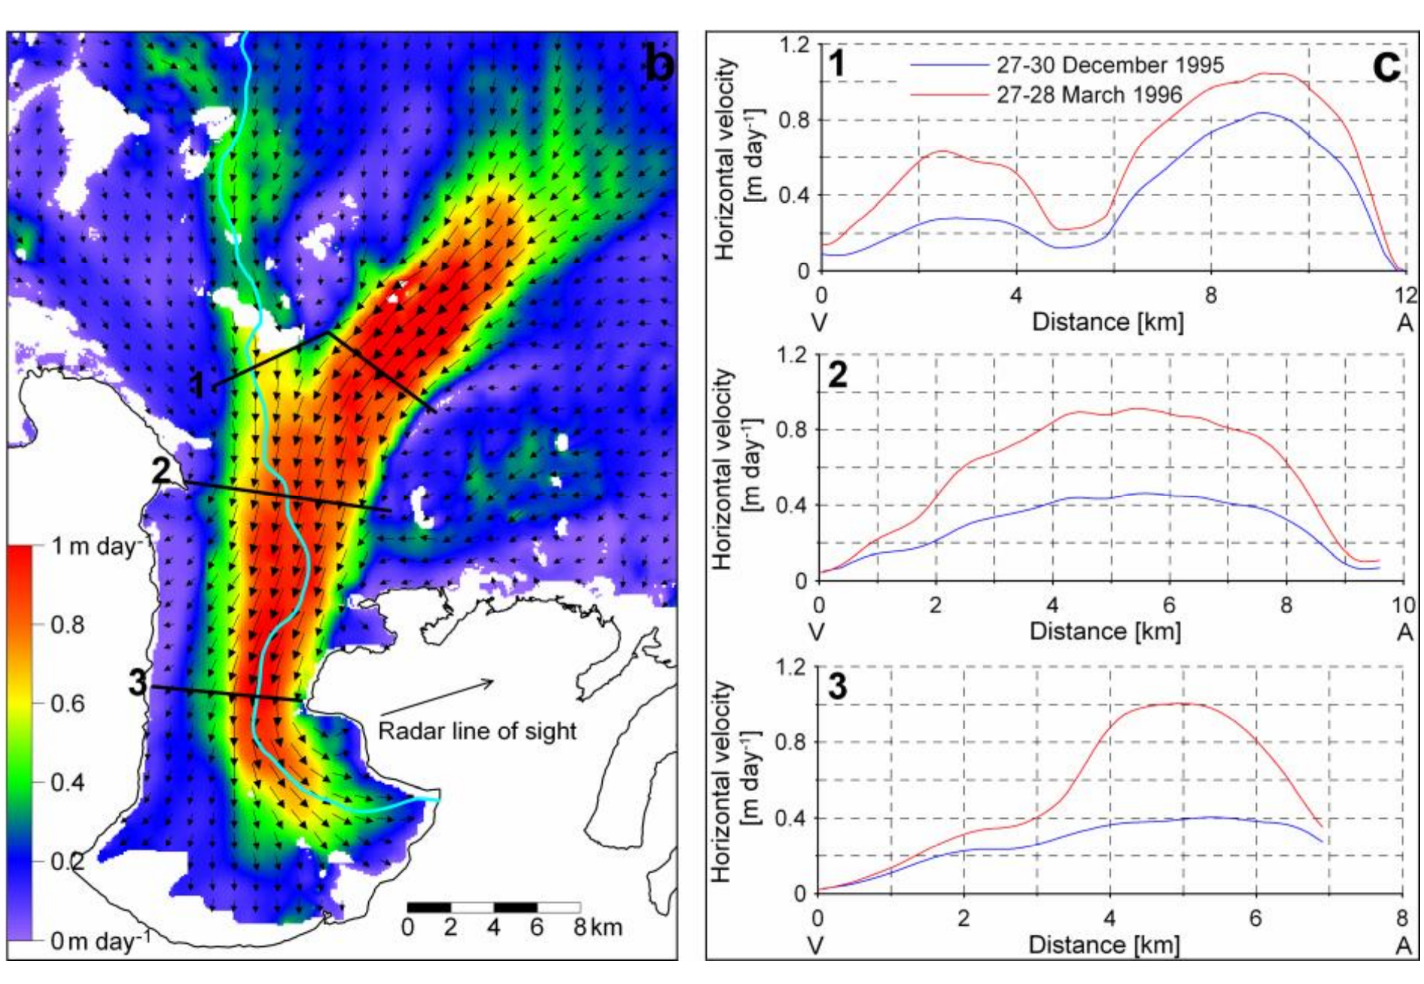 b
1
2
3
1 m day⁻¹
0.8
0.6
0.4
0.2
0 m day⁻¹
Radar line of sight
0 2 4 6 8 km
c
1
27-30 December 1995
27-28 March 1996
Horizontal velocity
[m day⁻¹]
1.2
0.8
0.4
0
0 4 8 12
V Distance [km] A
2
Horizontal velocity
[m day⁻¹]
1.2
0.8
0.4
0
0 2 4 6 8 10
V Distance [km] A
3
Horizontal velocity
[m day⁻¹]
1.2
0.8
0.4
0
0 2 4 6 8
V Distance [km] A